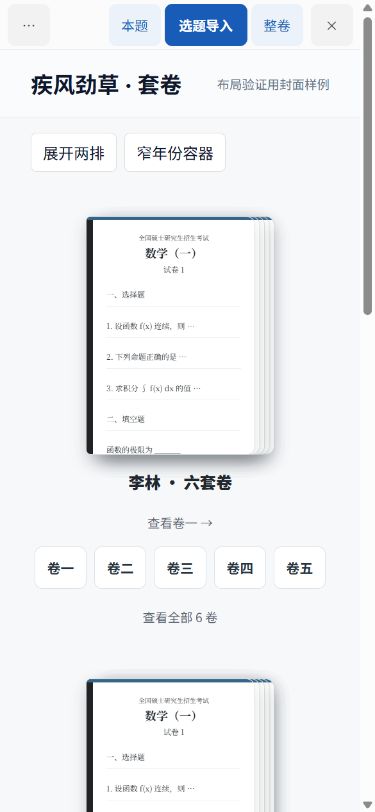 … 本题 选题导入 整卷 ×
疾风劲草 · 套卷 布局验证用封面样例
展开两排 窄年份容器
全国硕士研究生招生考试
数学（一）
试卷 1
一、选择题
1. 设函数 f(x) 连续，则 …
2. 下列命题正确的是 …
3. 求积分 ∫ f(x) dx 的值 …
二、填空题
函数的极限为 ______
李林 · 六套卷
查看卷一 →
卷一 卷二 卷三 卷四 卷五
查看全部 6 卷
全国硕士研究生招生考试
数学（一）
试卷 1
一、选择题
1. 设函数 f(x) 连续，则 …